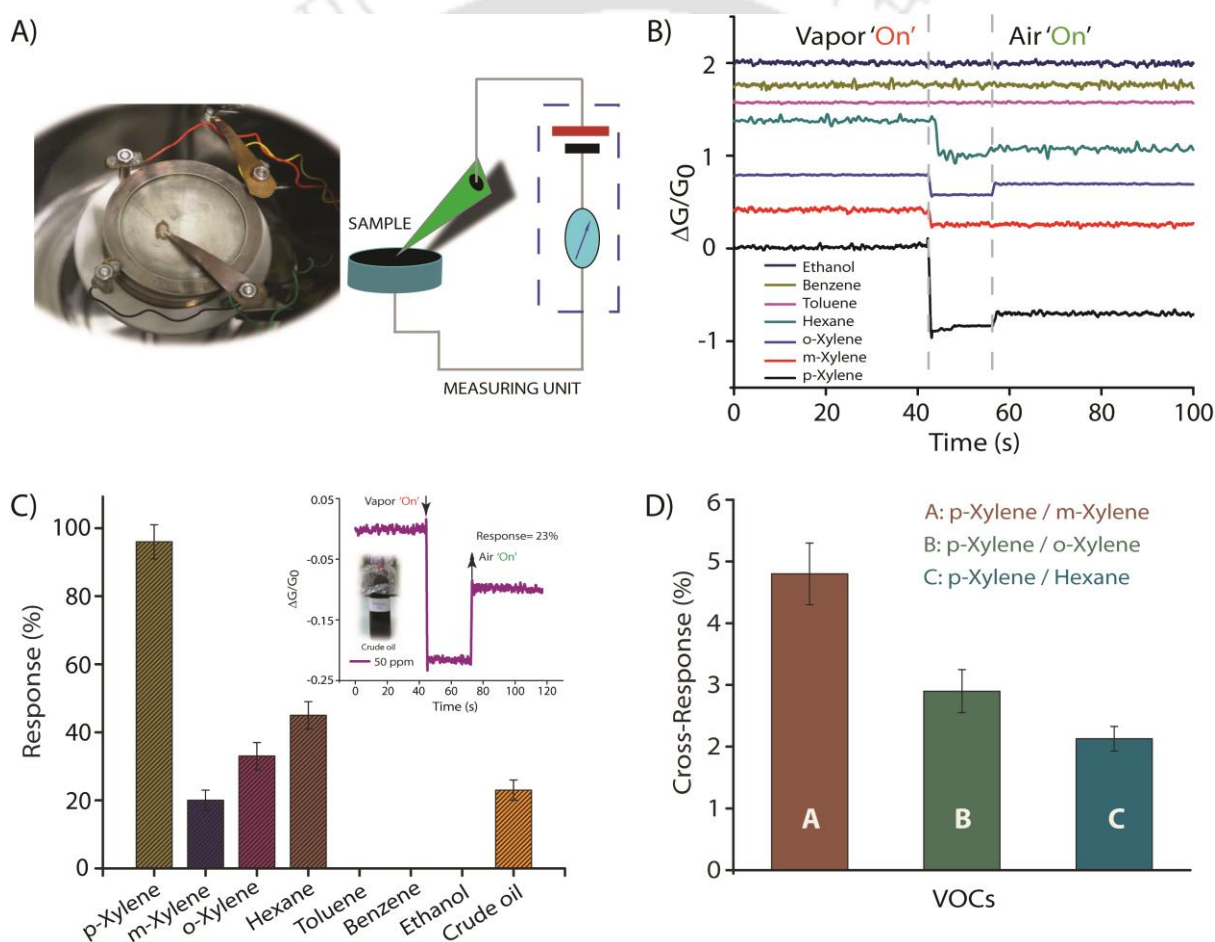 A)
SAMPLE
MEASURING UNIT
B)
Vapor 'On' Air 'On'
2
1
0
-1
ΔG/G0
Ethanol
Benzene
Toluene
Hexane
o-Xylene
m-Xylene
p-Xylene
0 20 40 60 80 100
Time (s)
C)
100
80
60
40
20
0
Response (%)
p-Xylene
m-Xylene
o-Xylene
Hexane
Toluene
Benzene
Ethanol
Crude oil
Vapor 'On'
Response= 23%
Air 'On'
0.05
-0.05
-0.15
-0.25
ΔG/G0
Crude oil
50 ppm
0 20 40 60 80 100 120
Time (s)
D)
A: p-Xylene / m-Xylene
B: p-Xylene / o-Xylene
C: p-Xylene / Hexane
6
5
4
3
2
1
0
Cross-Response (%)
A B C
VOCs